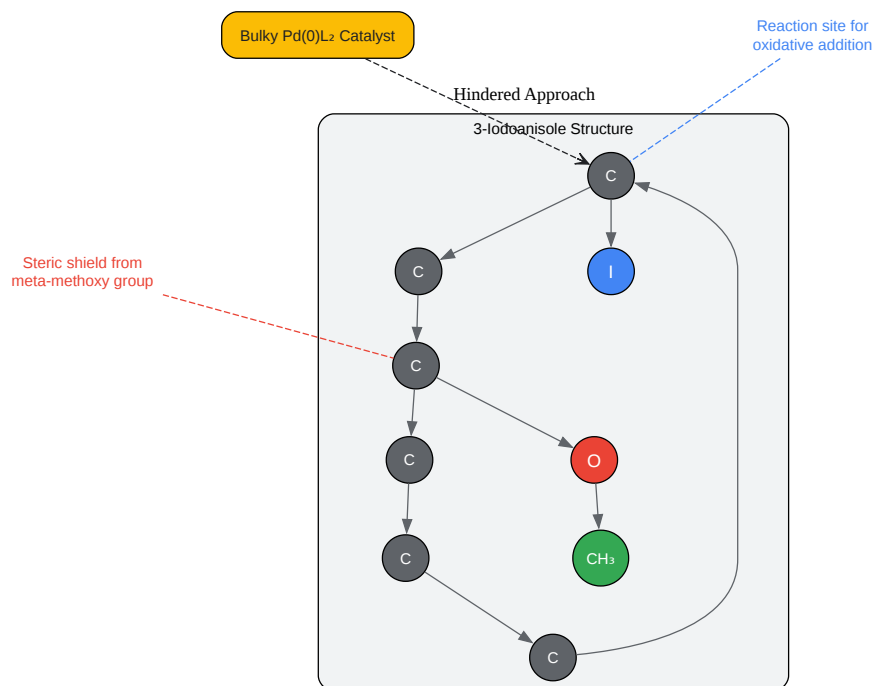 Bulky Pd(0)L₂ Catalyst
Reaction site for
oxidative addition
Hindered Approach
3-Iodoanisole Structure
C
C
I
Steric shield from
meta-methoxy group
C
C
O
C
CH₃
C